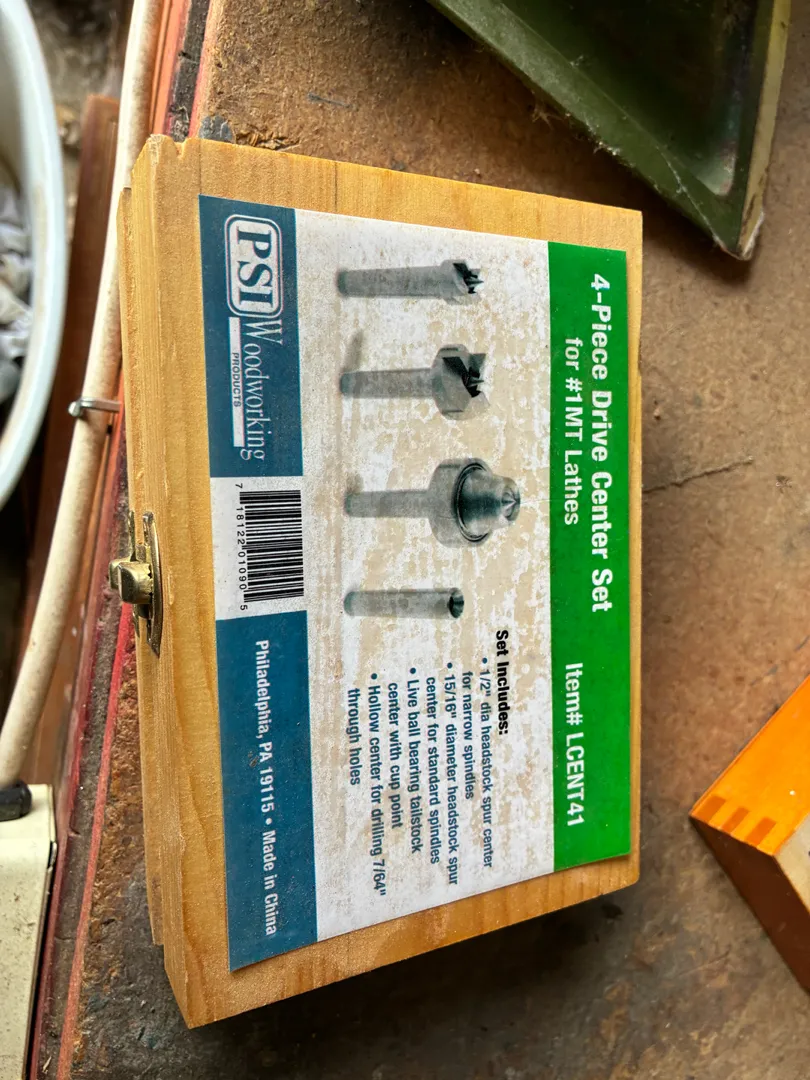 4-Piece Drive Center Set
for #1MT Lathes
Item# LCENT41
Set Includes:
• 1/2" dia headstock spur center
for narrow spindles
• 15/16" diameter headstock spur
center for standard spindles
• Live ball bearing tailstock
center with cup point
• Hollow center for drilling 7/64"
through holes
PSI Woodworking
PRODUCTS
7 18122 01090 5
Philadelphia, PA 19115 • Made in China